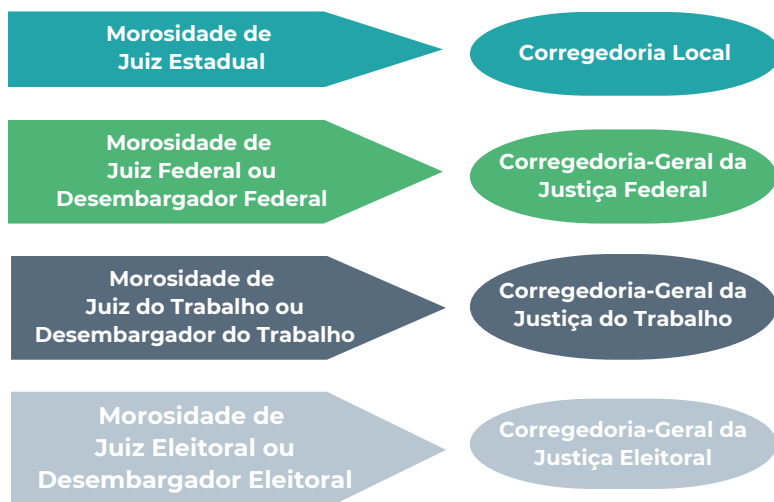 Morosidade de
Juiz Estadual
Corregedoria Local
Morosidade de
Juiz Federal ou
Desembargador Federal
Corregedoria-Geral da
Justiça Federal
Morosidade de
Juiz do Trabalho ou
Desembargador do Trabalho
Corregedoria-Geral da
Justiça do Trabalho
Morosidade de
Juiz Eleitoral ou
Desembargador Eleitoral
Corregedoria-Geral da
Justiça Eleitoral